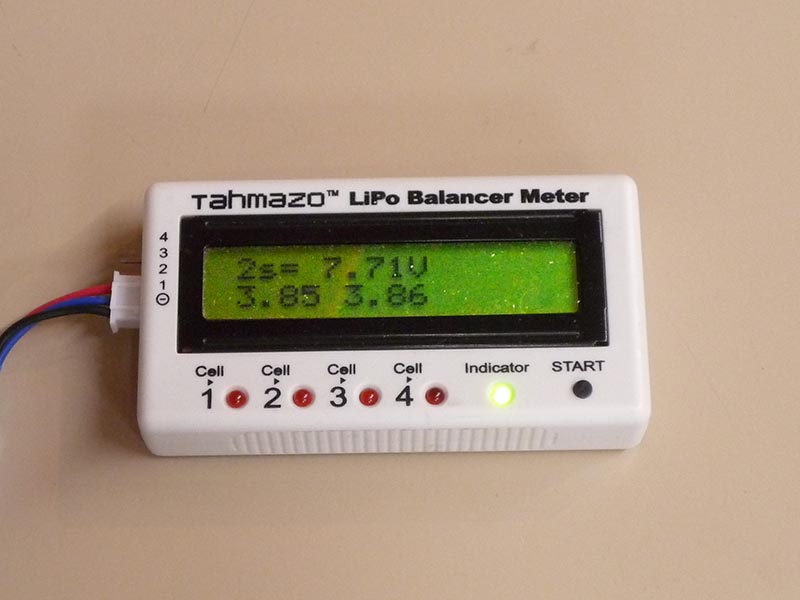 Tahmazo™ LiPo Balancer Meter
4
3
2
1
⊖
2s= 7.71V
3.85 3.86
Cell Cell Cell Cell Indicator START
1 2 3 4